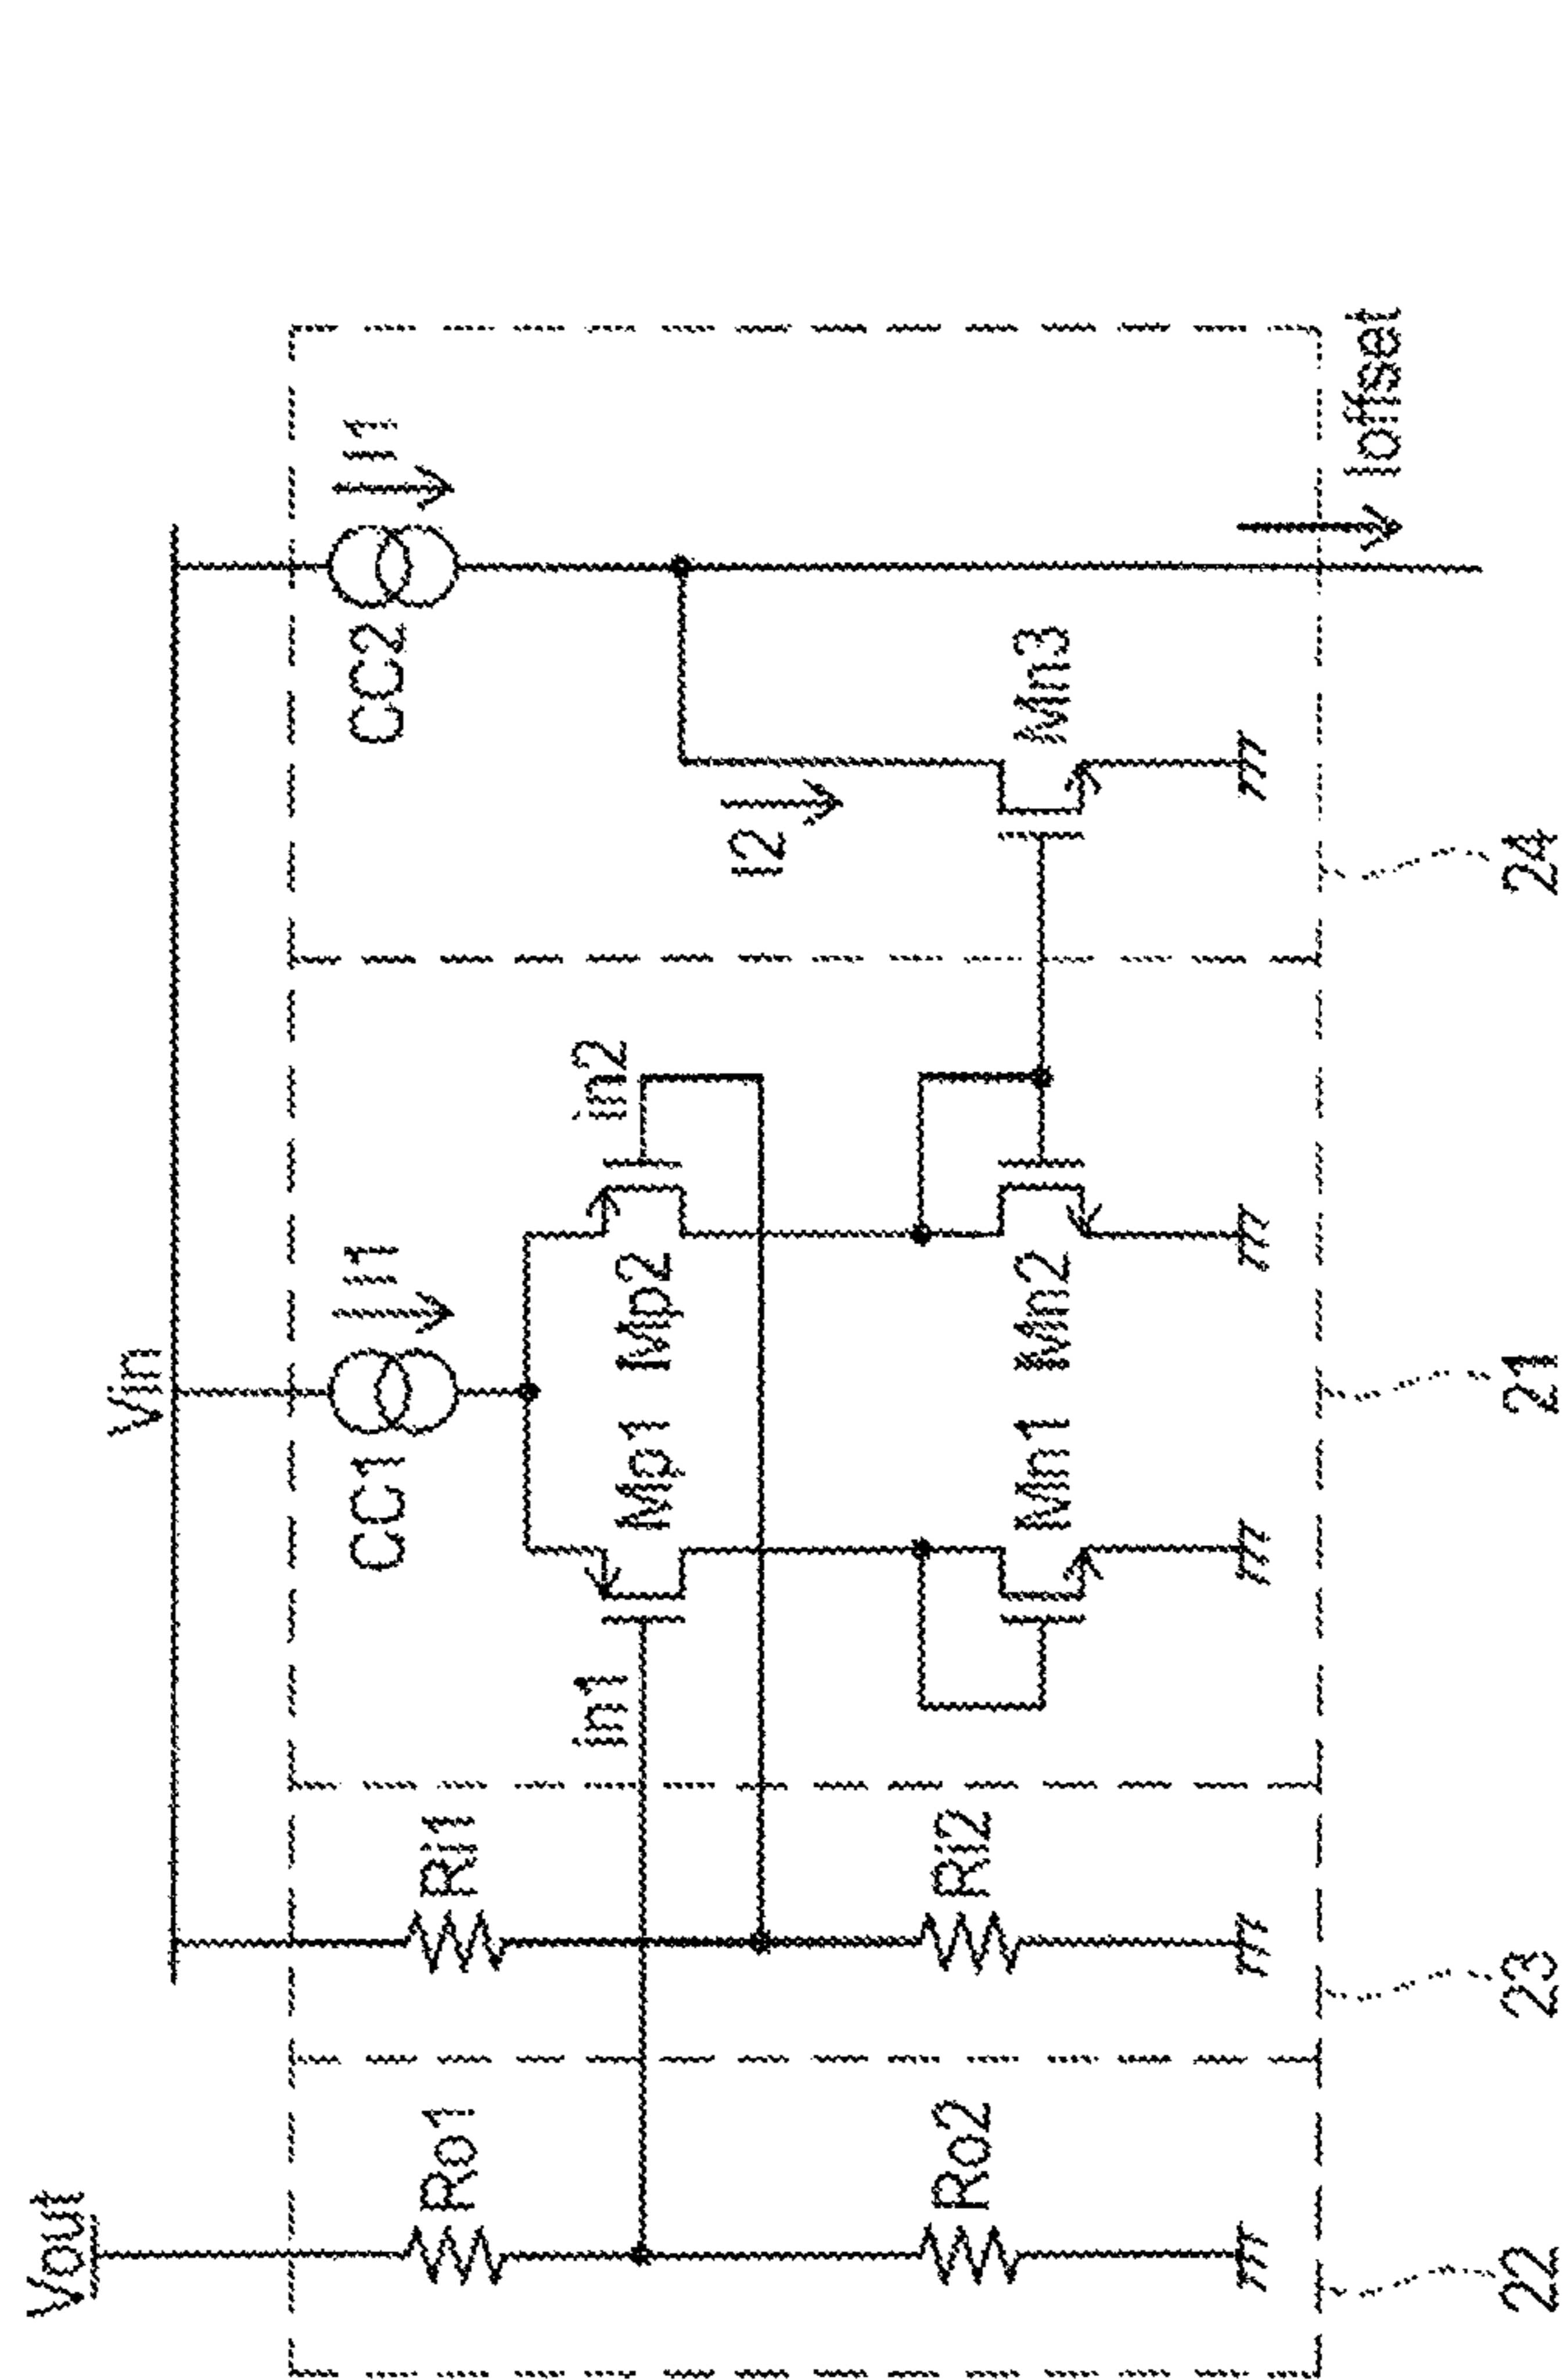 Vout
Vin
Ro1
Ri1
CC1
I1
CC2
I1
in1
Mp1
Mp2
in2
I2
Ro2
Ri2
Mn1
Mn2
Mn3
Ioffset
22
23
21
24